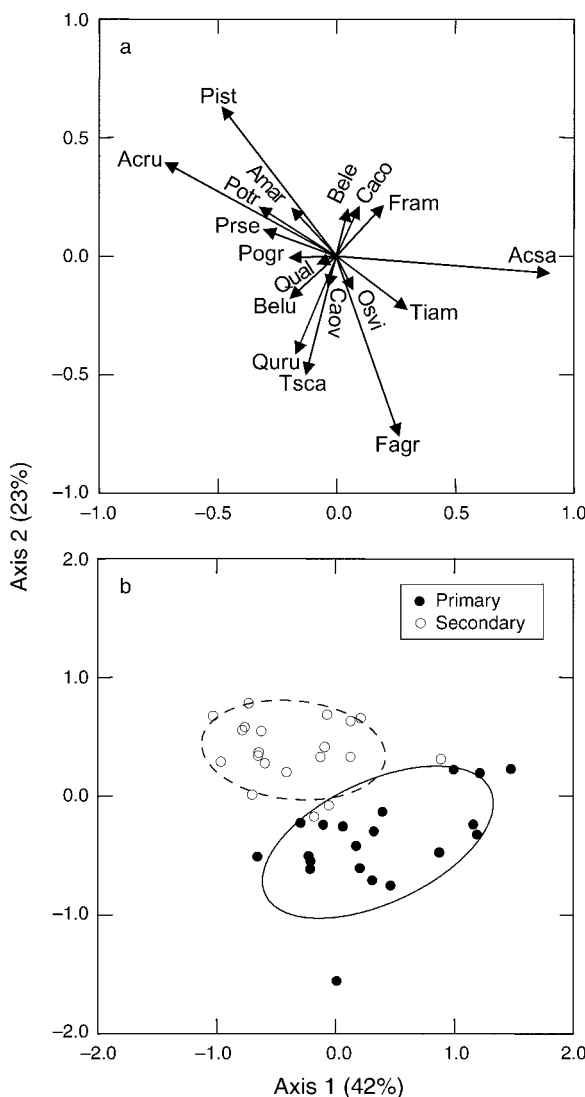 a
1.0
0.5
0.0
−0.5
−1.0
Pist
Acru
Amar
Potr
Prse
Pogr
Qual
Belu
Bele
Caco
Fram
Acsa
Tiam
Osvi
Caov
Quru
Tsca
Fagr
−1.0
−0.5
0.0
0.5
1.0
Axis 2 (23%)
b
2.0
1.0
0.0
−1.0
−2.0
Primary
Secondary
−2.0
−1.0
0.0
1.0
2.0
Axis 1 (42%)